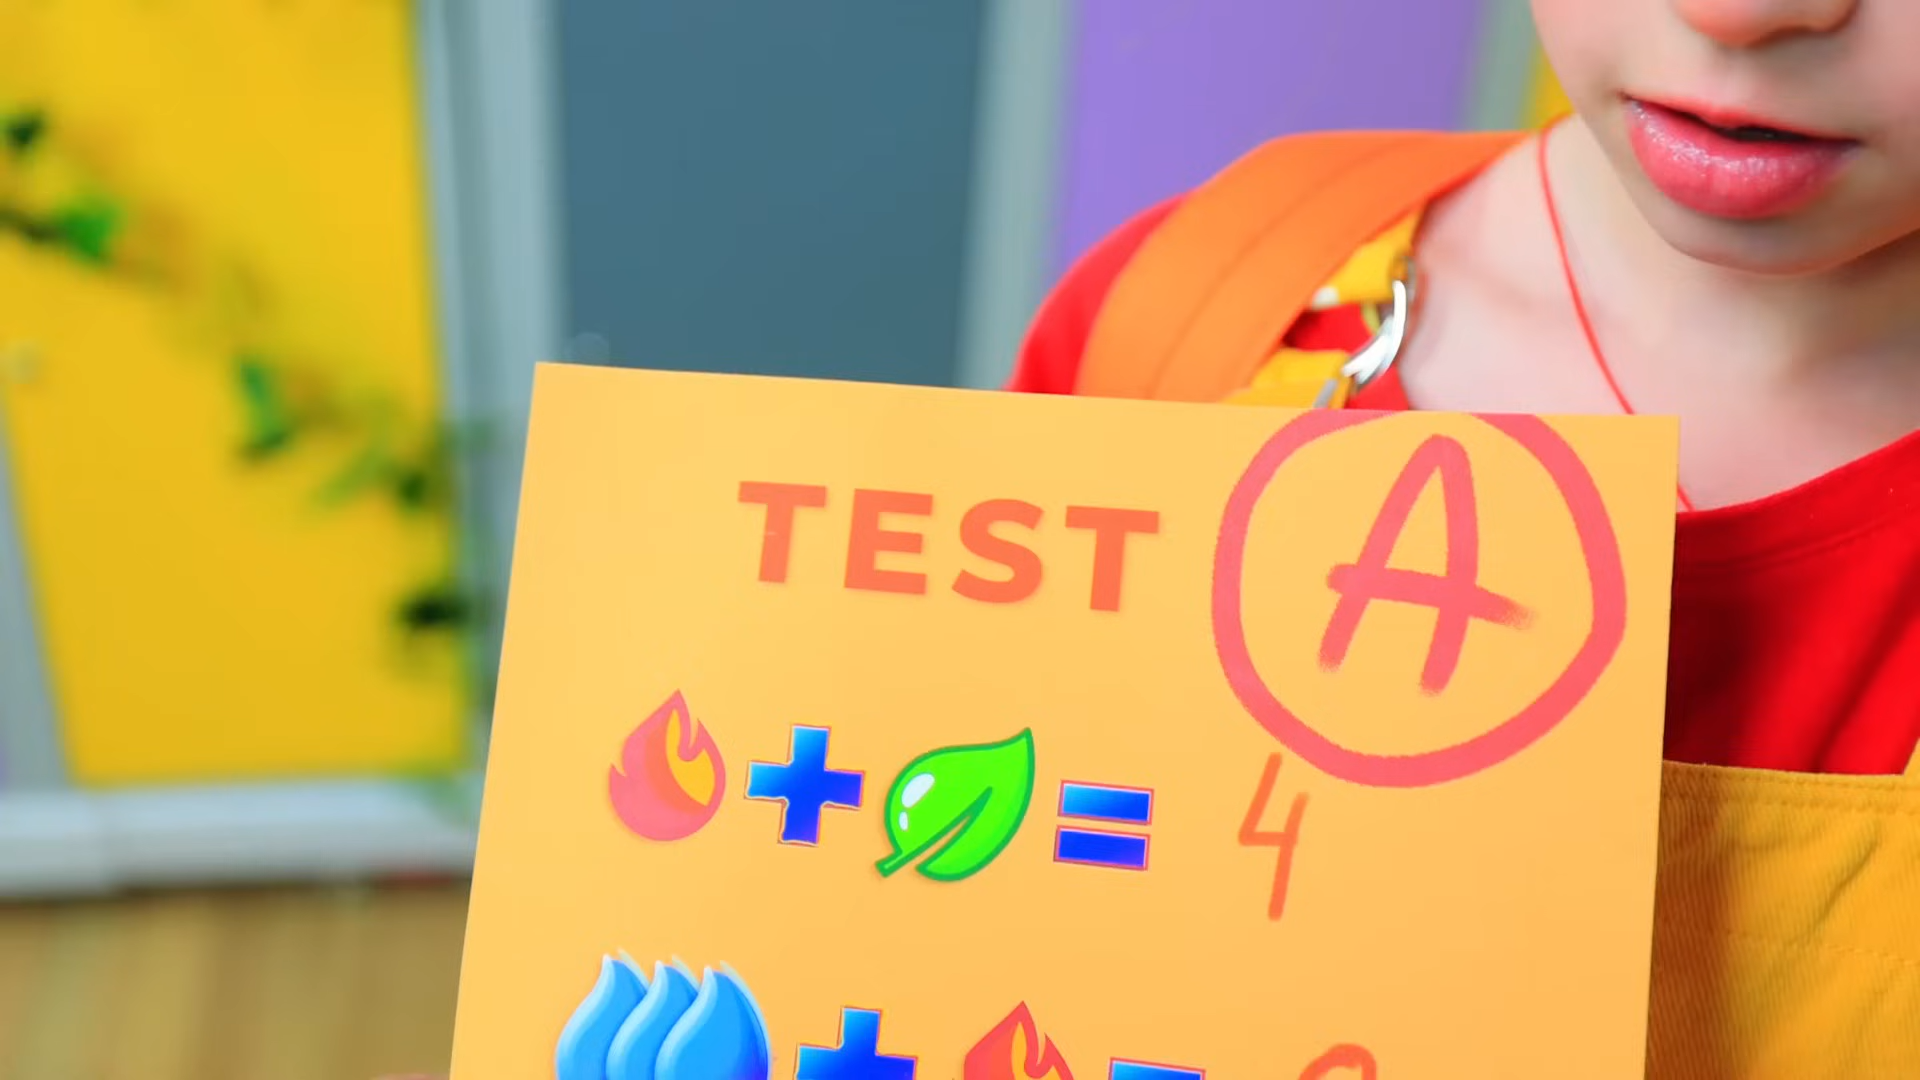 TEST A
+ = 4
+ =